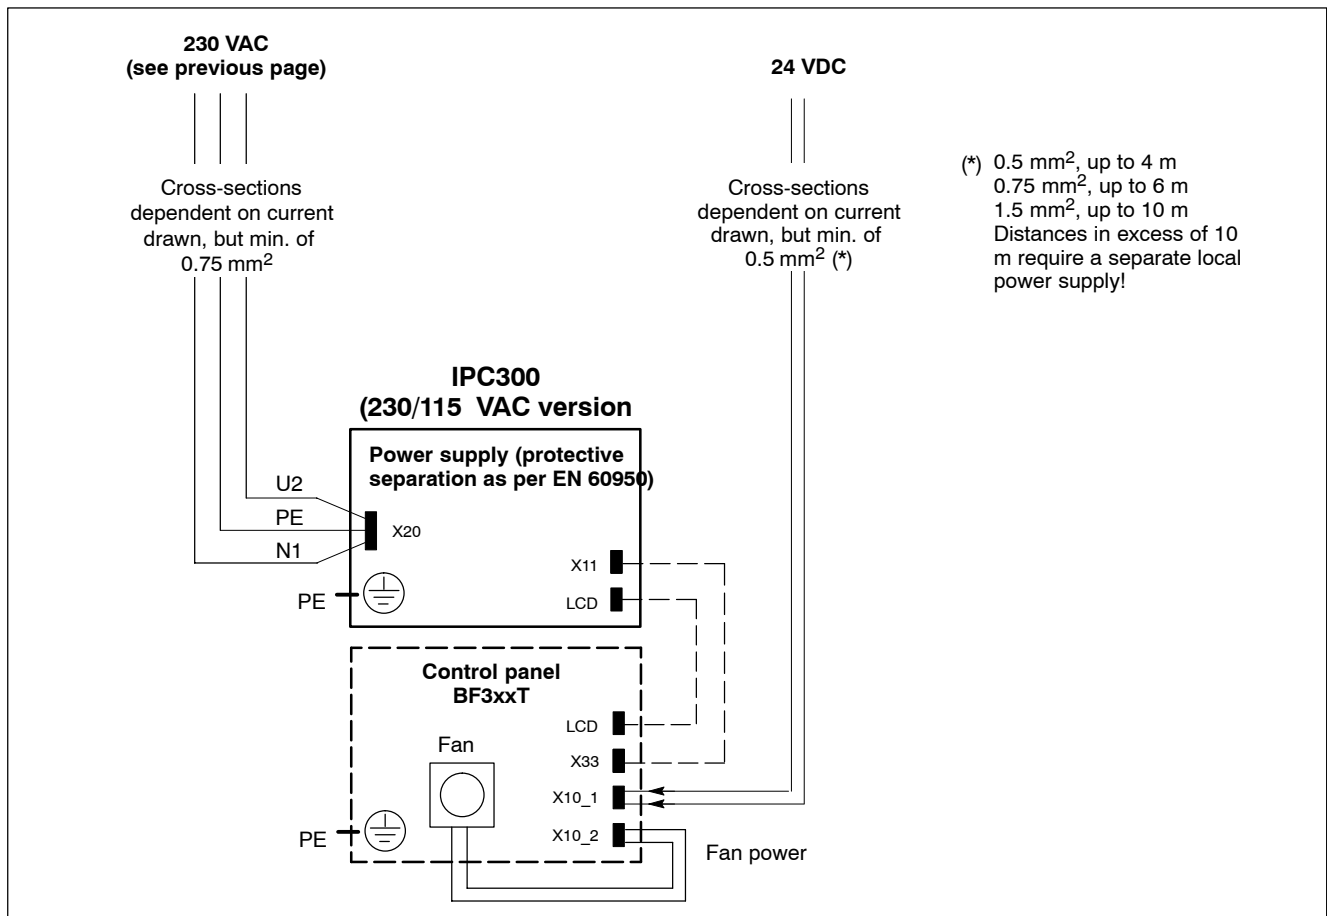 230 VAC
(see previous page)
24 VDC
Cross-sections
dependent on current
drawn, but min. of
0.75 mm²
Cross-sections
dependent on current
drawn, but min. of
0.5 mm² (*)
(*) 0.5 mm², up to 4 m
0.75 mm², up to 6 m
1.5 mm², up to 10 m
Distances in excess of 10
m require a separate local
power supply!
IPC300
(230/115 VAC version
Power supply (protective
separation as per EN 60950)
U2
PE
N1
X20
X11
LCD
PE
Control panel
BF3xxT
LCD
Fan
X33
X10_1
X10_2
PE
Fan power